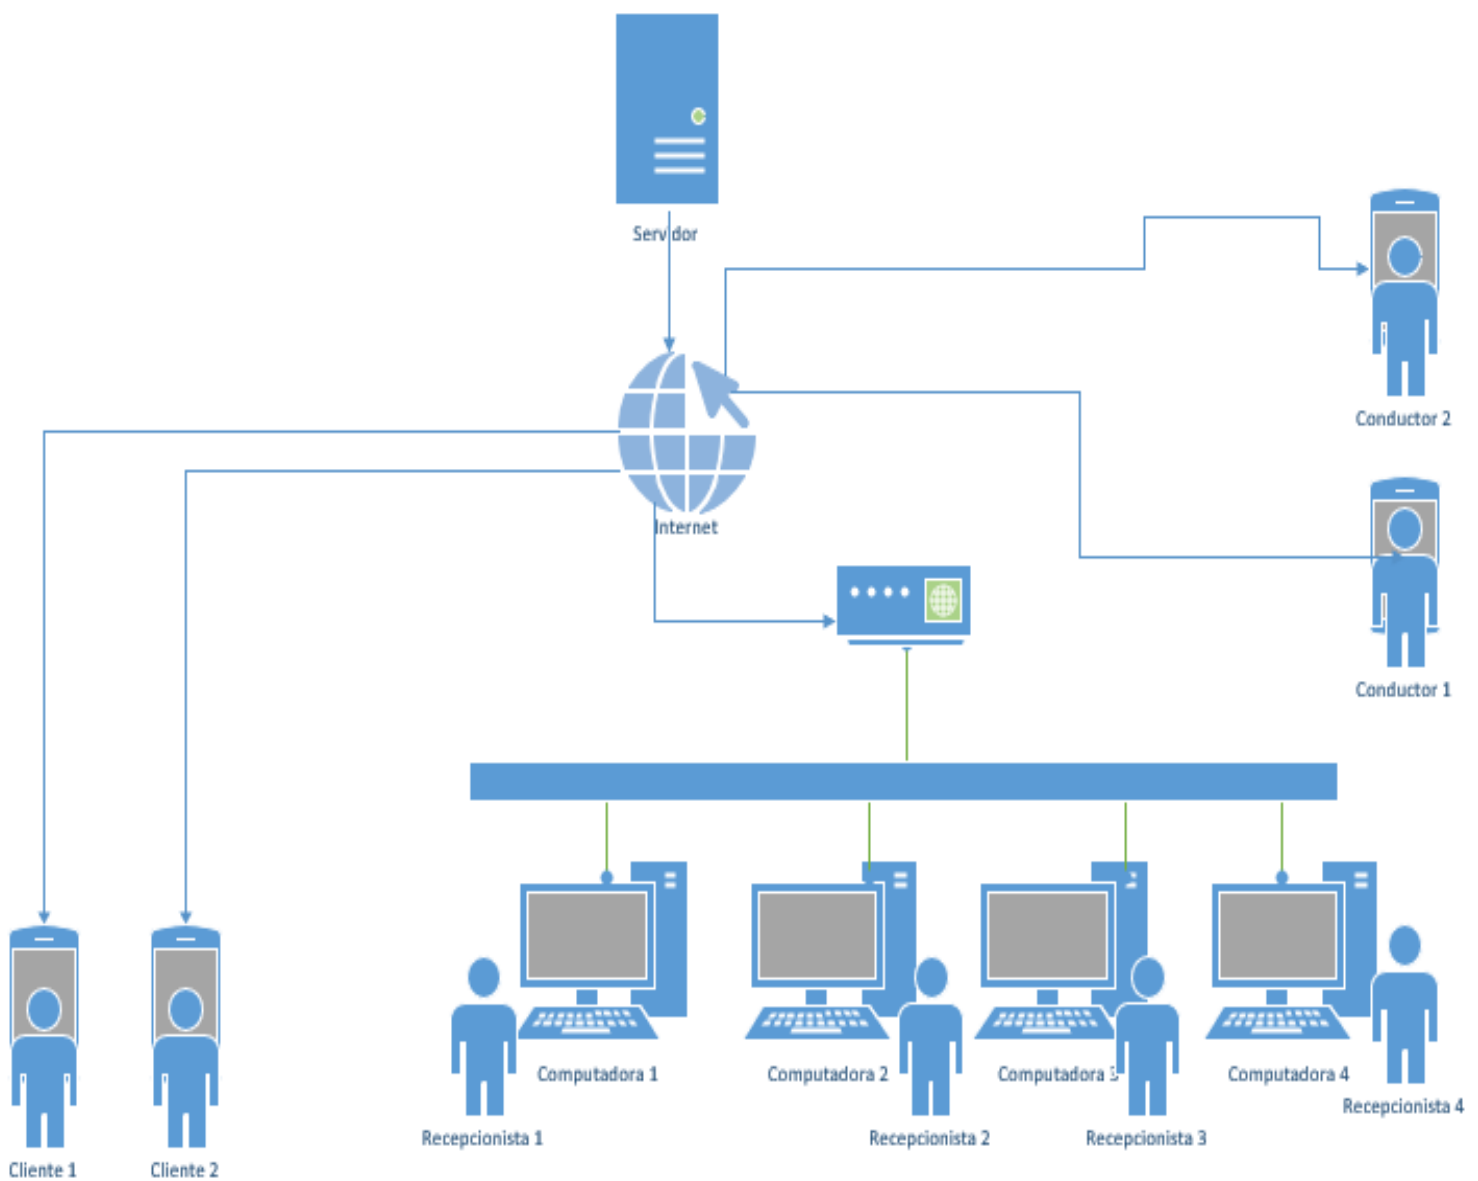 Servidor
Conductor 2
Internet
Conductor 1
Computadora 1
Computadora 2
Computadora 3
Computadora 4
Recepcionista 4
Recepcionista 1
Recepcionista 2
Recepcionista 3
Cliente 1
Cliente 2